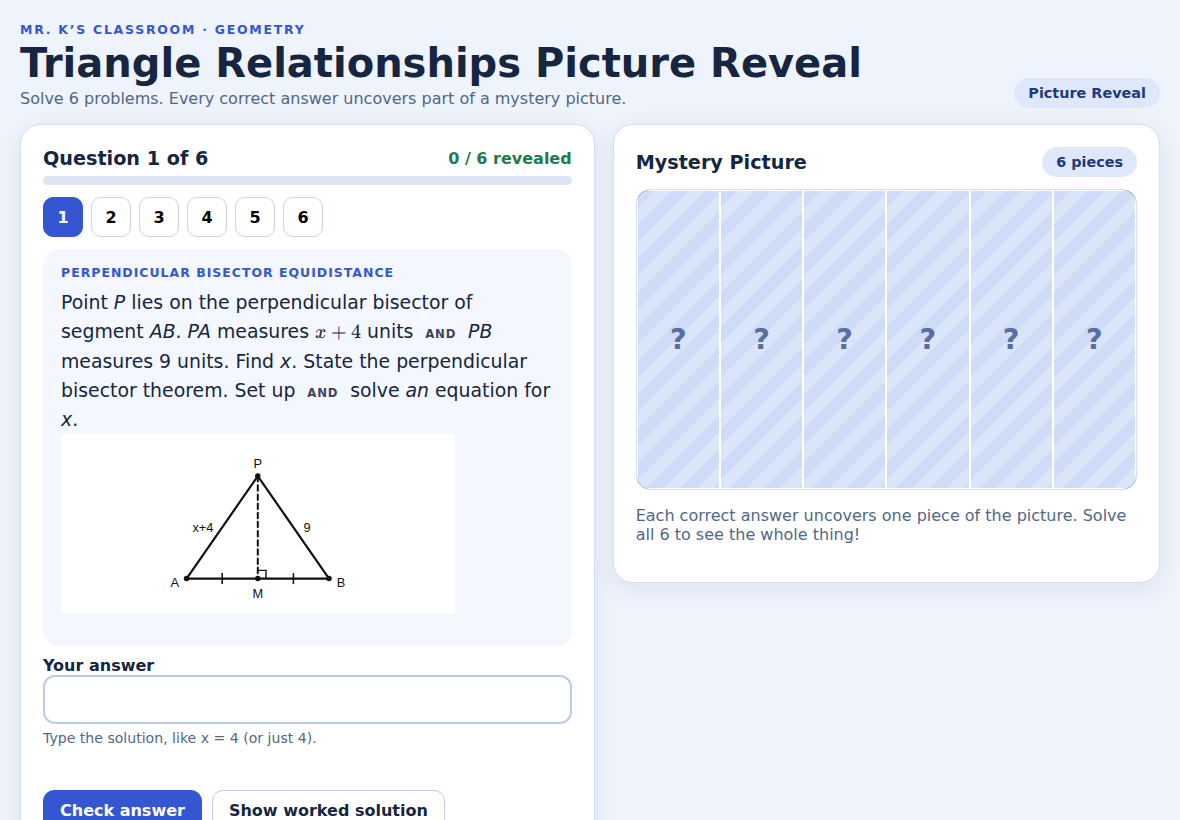 MR. K’S CLASSROOM · GEOMETRY
Triangle Relationships Picture Reveal
Solve 6 problems. Every correct answer uncovers part of a mystery picture.
Picture Reveal
Question 1 of 6
0 / 6 revealed
1 2 3 4 5 6
PERPENDICULAR BISECTOR EQUIDISTANCE
Point P lies on the perpendicular bisector of
segment AB. PA measures x + 4 units AND PB
measures 9 units. Find x. State the perpendicular
bisector theorem. Set up AND solve an equation for
x.
P
x+4 9
A B
M
Your answer
Type the solution, like x = 4 (or just 4).
Check answer
Show worked solution
Mystery Picture
6 pieces
? ? ? ? ? ?
Each correct answer uncovers one piece of the picture. Solve
all 6 to see the whole thing!